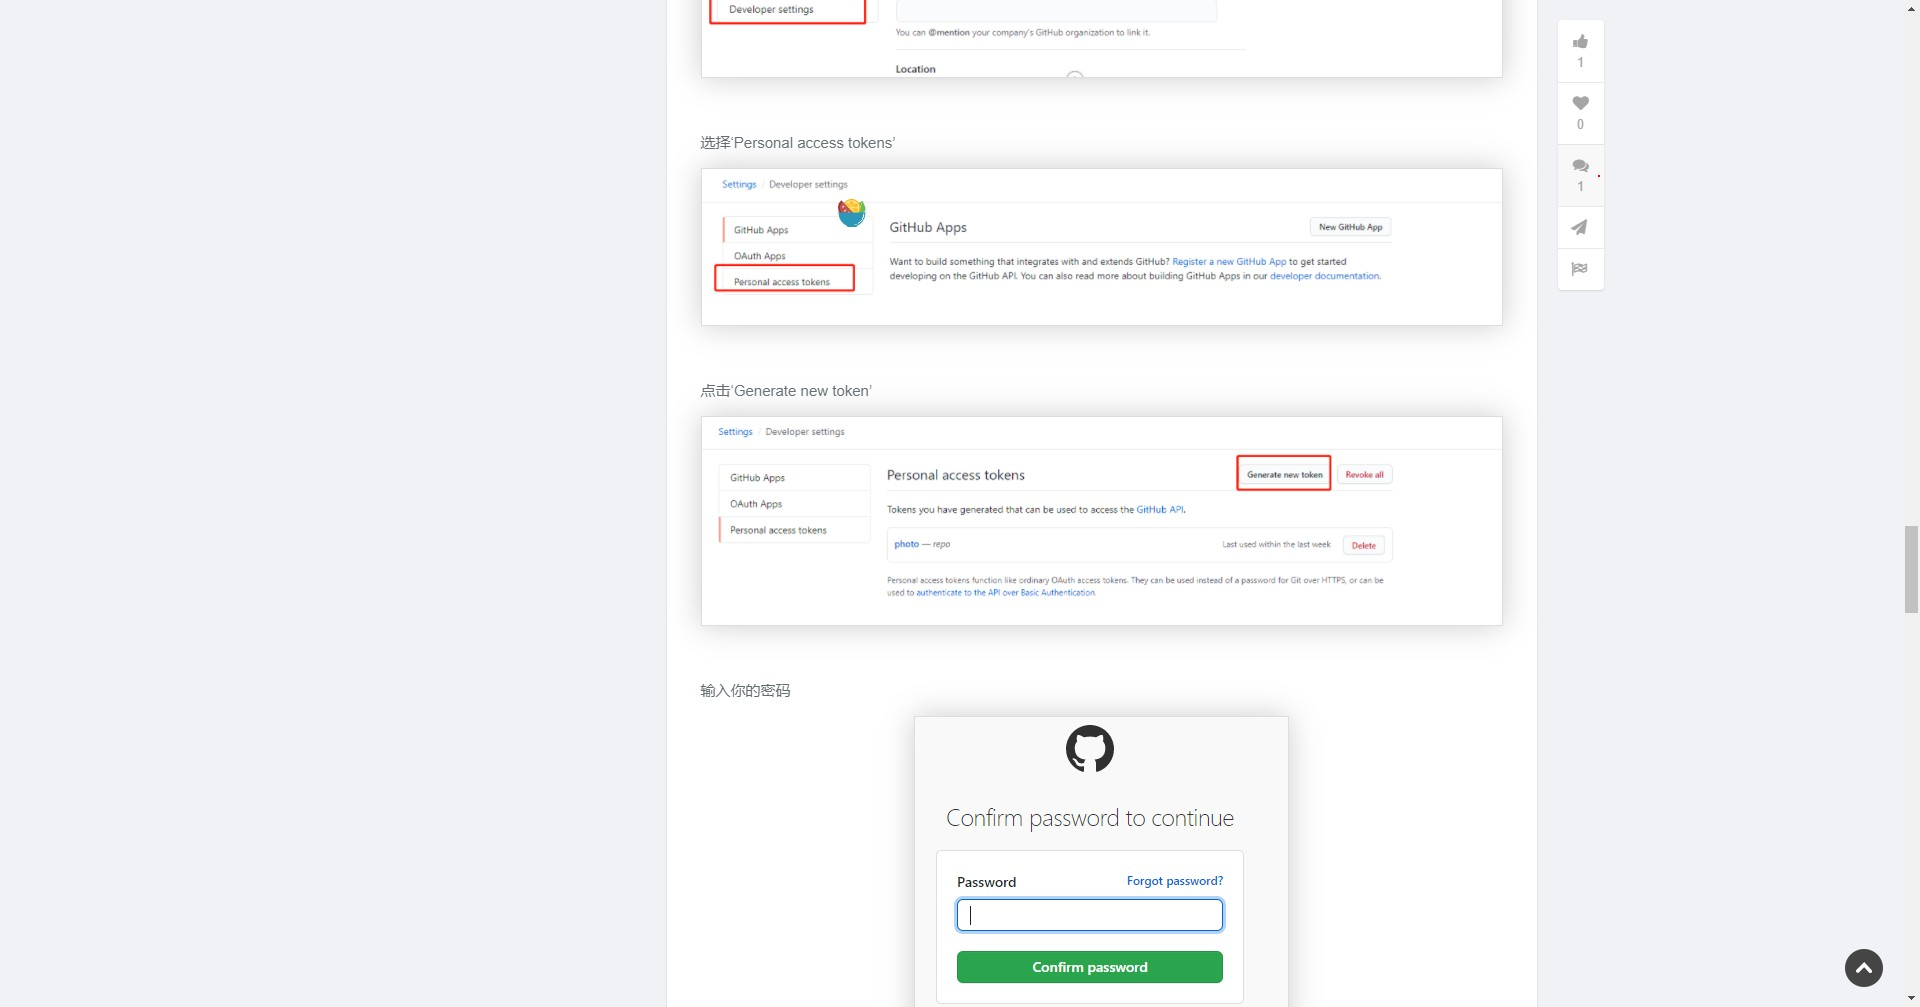 Developer settings
You can @mention your company's GitHub organization to link it.
Location
1
0
1
选择‘Personal access tokens’
Settings / Developer settings
GitHub Apps
OAuth Apps
Personal access tokens
GitHub Apps
New GitHub App
Want to build something that integrates with and extends GitHub? Register a new GitHub App to get started
developing on the GitHub API. You can also read more about building GitHub Apps in our developer documentation.
点击‘Generate new token’
Settings / Developer settings
GitHub Apps
OAuth Apps
Personal access tokens
Personal access tokens
Generate new token
Revoke all
Tokens you have generated that can be used to access the GitHub API.
photo — repo
Last used within the last week
Delete
Personal access tokens function like ordinary OAuth access tokens. They can be used instead of a password for Git over HTTPS, or can be
used to authenticate to the API over Basic Authentication.
输入你的密码
Confirm password to continue
Password
Forgot password?
Confirm password